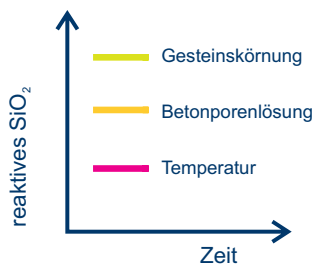 reaktives SiO₂
Gesteinskörnung
Betonporenlösung
Temperatur
Zeit